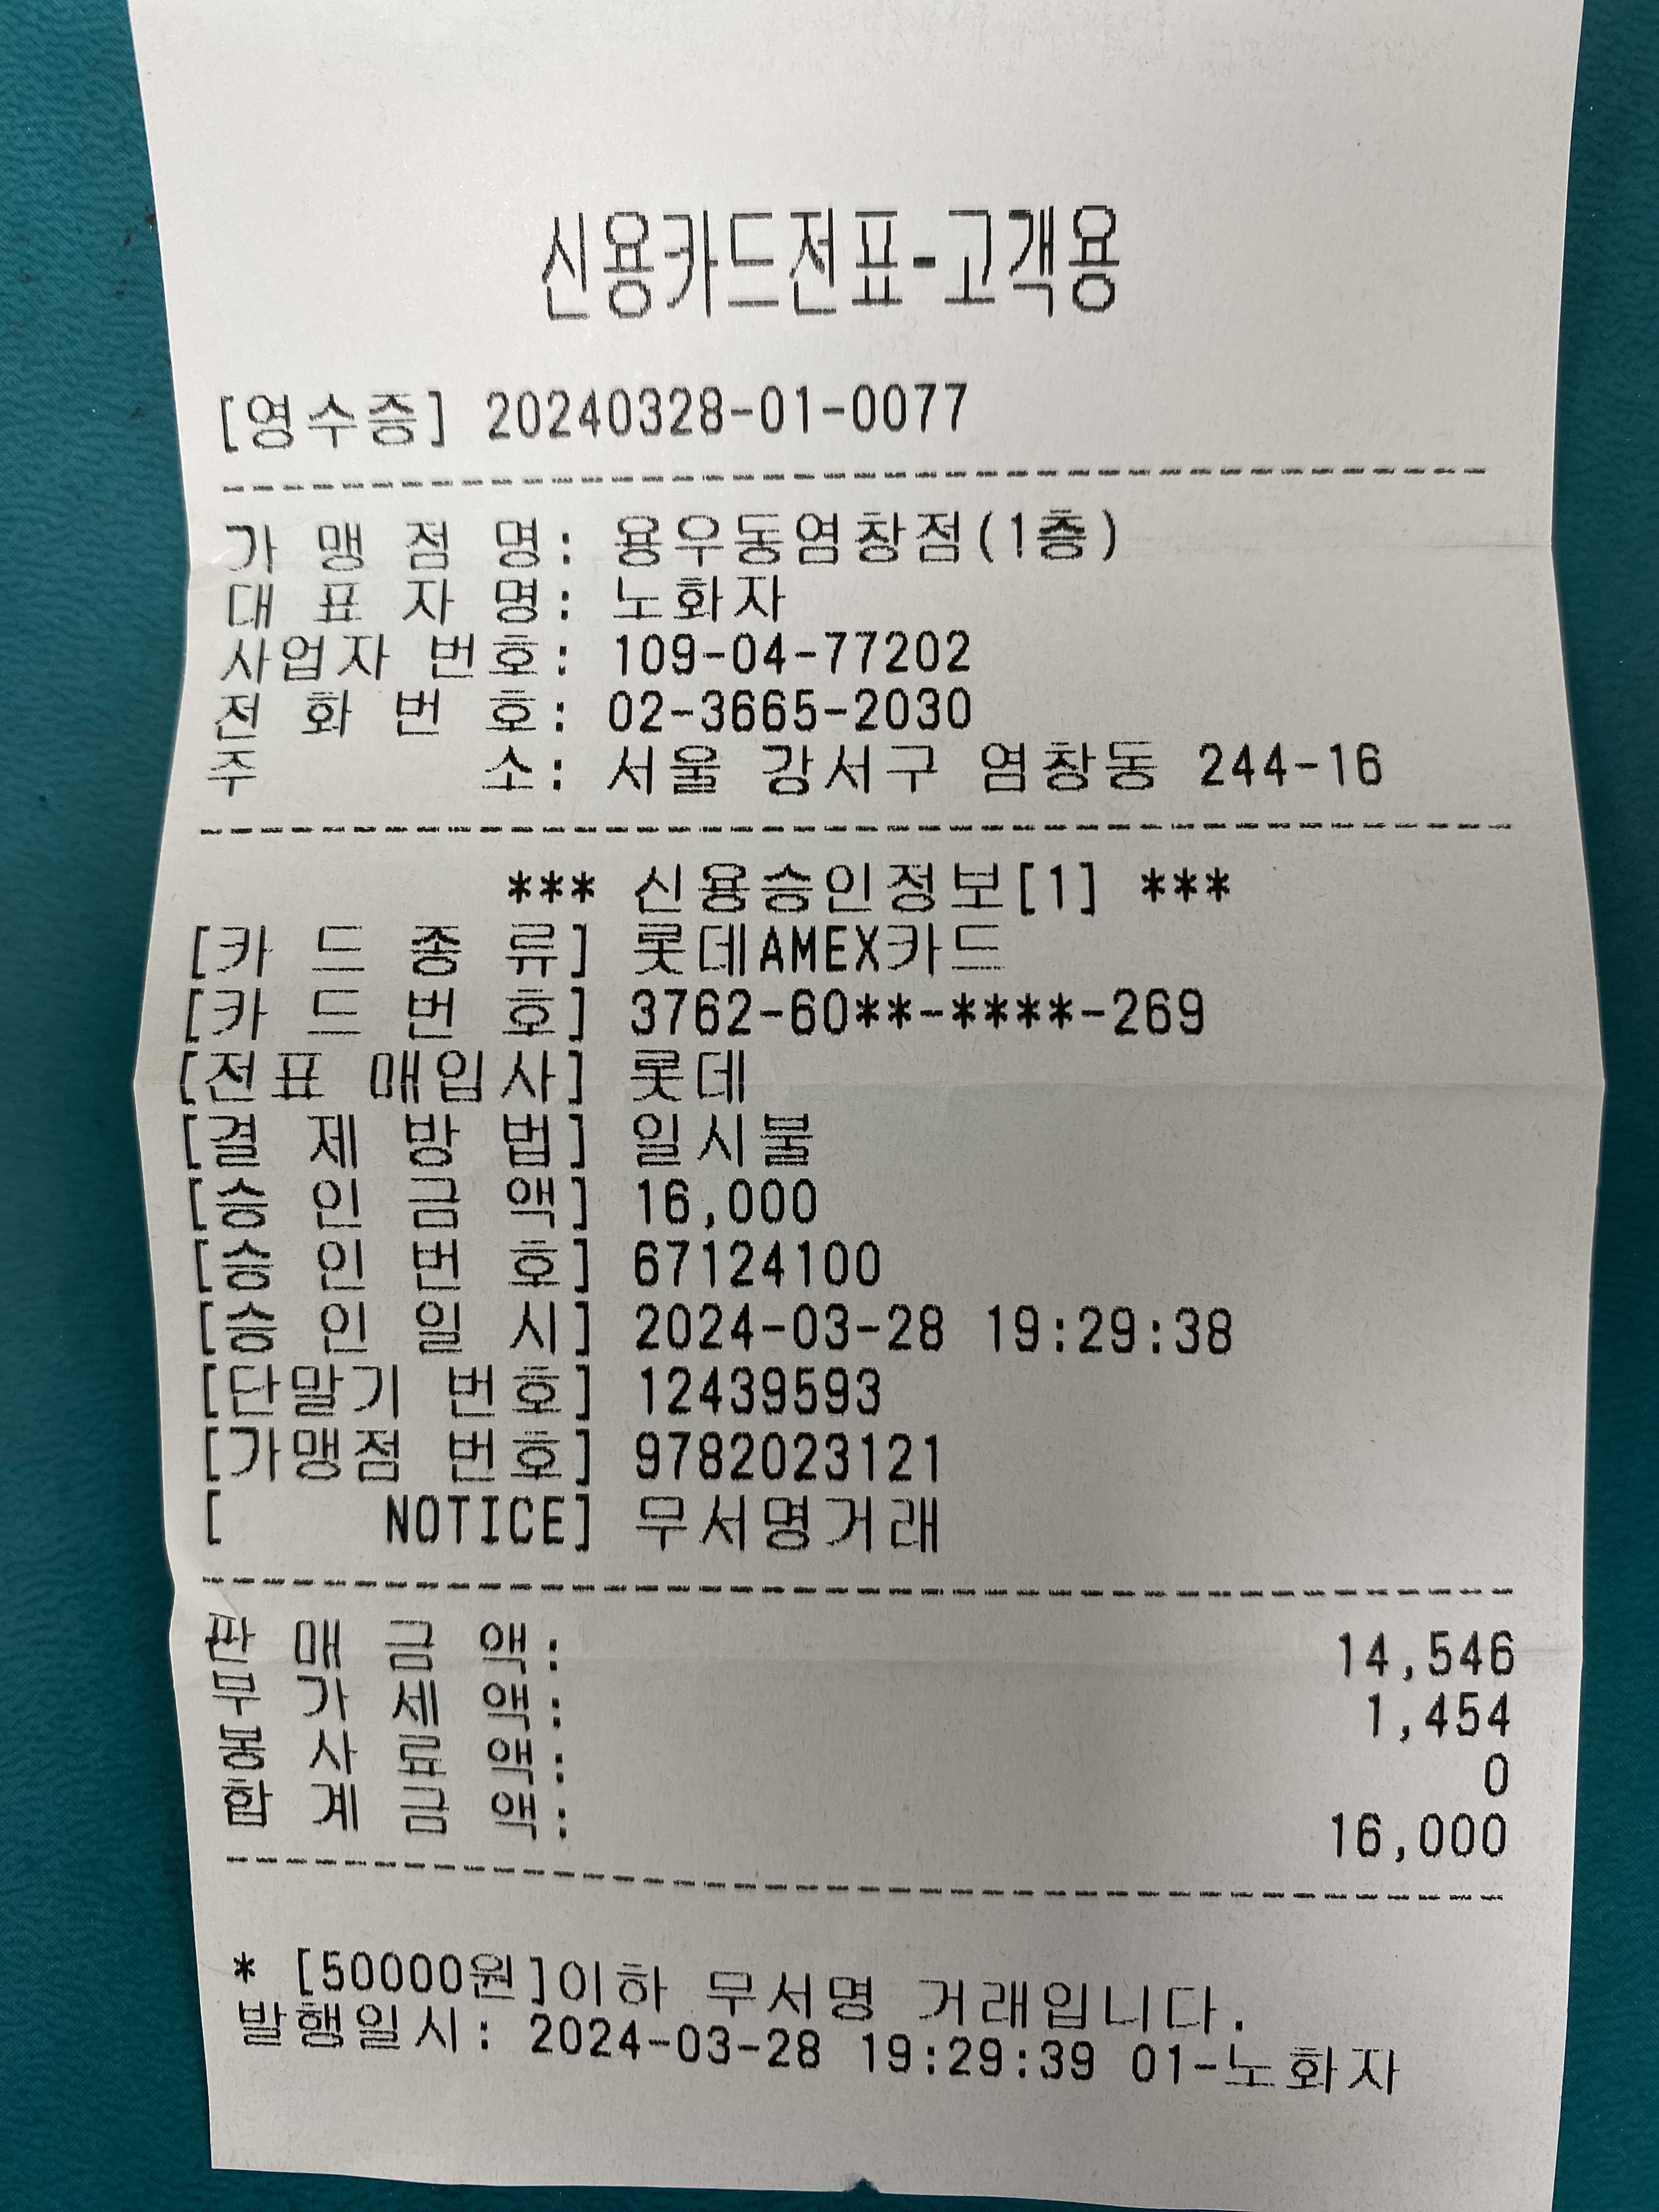 신용카드전표-고객용
[영수증] 20240328-01-0077
가 맹 점 명: 용우동염창점(1층)
대 표 자 명: 노화자
사업자 번호: 109-04-77202
전 화 번 호: 02-3665-2030
주 소: 서울 강서구 염창동 244-16
*** 신용승인정보[1] ***
[카 드 종 류] 롯데AMEX카드
[카 드 번 호] 3762-60**-****-269
[전표 매입사] 롯데
[결 제 방 법] 일시불
[승 인 금 액] 16,000
[승 인 번 호] 67124100
[승 인 일 시] 2024-03-28 19:29:38
[단말기 번호] 12439593
[가맹점 번호] 9782023121
[ NOTICE] 무서명거래
판 매 금 액: 14,546
부 가 세 액: 1,454
봉 사 료 액: 0
합 계 금 액: 16,000
* [50000원]이하 무서명 거래입니다.
발행일시: 2024-03-28 19:29:39 01-노화자